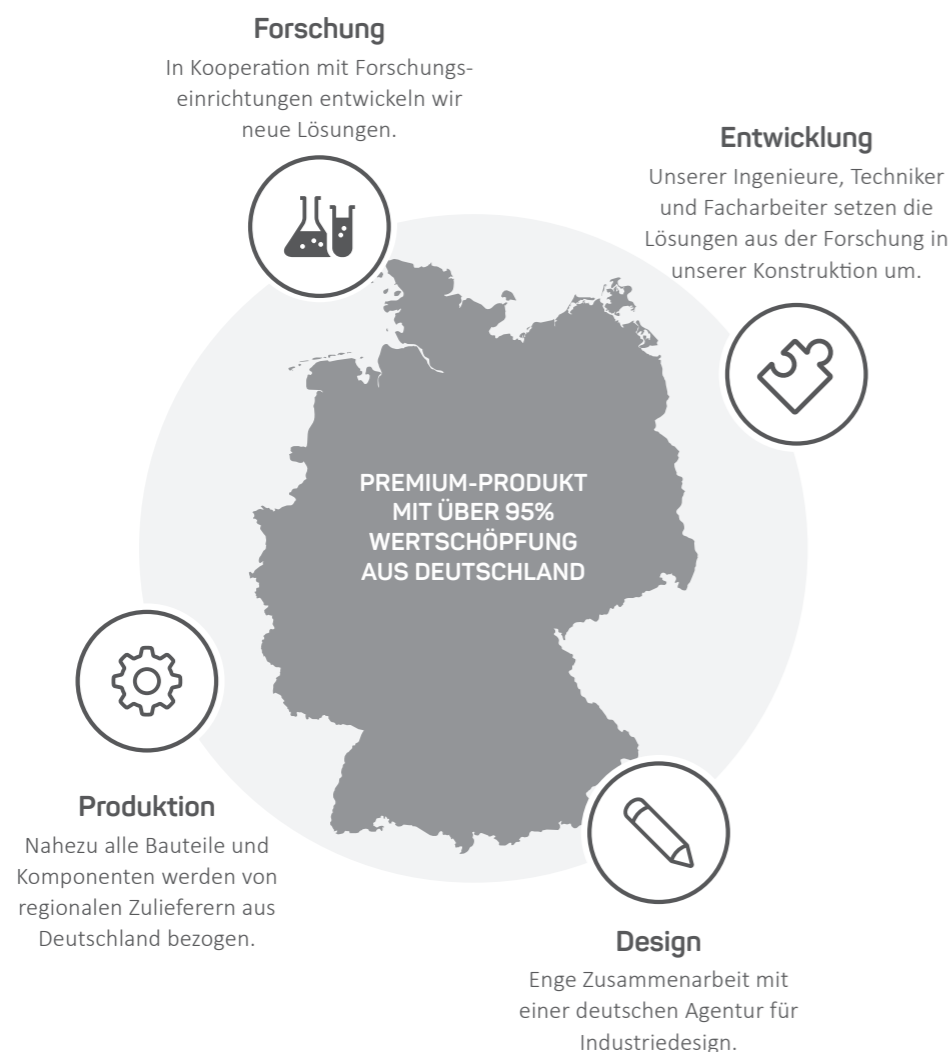 Forschung
In Kooperation mit Forschungs-
einrichtungen entwickeln wir
neue Lösungen.
Entwicklung
Unserer Ingenieure, Techniker
und Facharbeiter setzen die
Lösungen aus der Forschung in
unserer Konstruktion um.
PREMIUM-PRODUKT
MIT ÜBER 95%
WERTSCHÖPFUNG
AUS DEUTSCHLAND
Produktion
Nahezu alle Bauteile und
Komponenten werden von
regionalen Zulieferern aus
Deutschland bezogen.
Design
Enge Zusammenarbeit mit
einer deutschen Agentur für
Industriedesign.